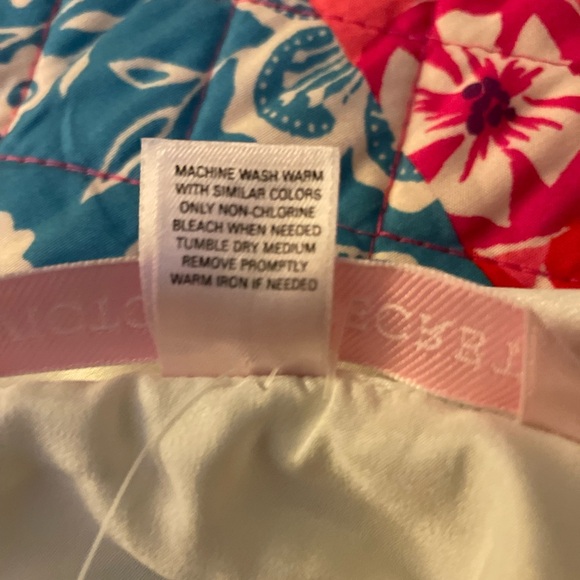 MACHINE WASH WARM
WITH SIMILAR COLORS
ONLY NON-CHLORINE
BLEACH WHEN NEEDED
TUMBLE DRY MEDIUM
REMOVE PROMPTLY
WARM IRON IF NEEDED